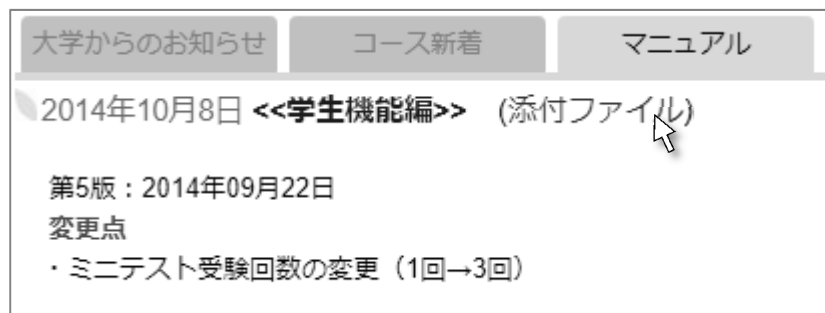 大学からのお知らせ コース新着 マニュアル
2014年10月8日 <<学生機能編>> (添付ファイル)
第5版：2014年09月22日
変更点
・ミニテスト受験回数の変更（1回→3回）